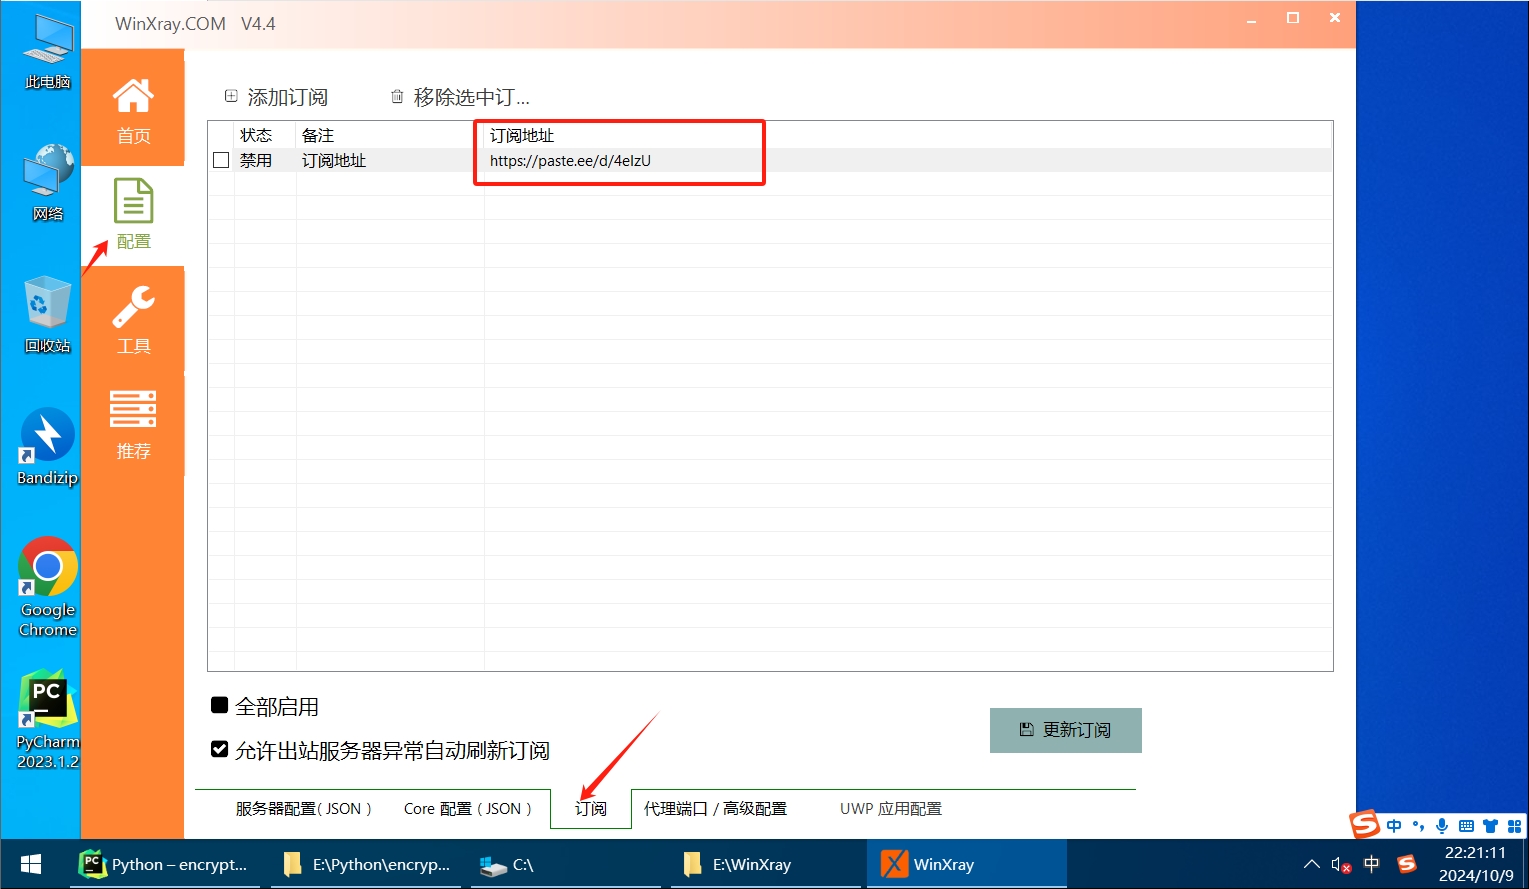 WinXray.COM V4.4
此电脑
网络
回收站
Bandizip
Google
Chrome
PyCharm
2023.1.2
首页
配置
工具
推荐
添加订阅
移除选中订...
状态 备注 订阅地址
禁用 订阅地址 https://paste.ee/d/4eIzU
全部启用
允许出站服务器异常自动刷新订阅
更新订阅
服务器配置( JSON ) Core 配置 ( JSON ) 订阅 代理端口 / 高级配置 UWP 应用配置
中
Python – encrypt... E:\Python\encryp... C:\ E:\WinXray WinXray
中
22:21:11
2024/10/9